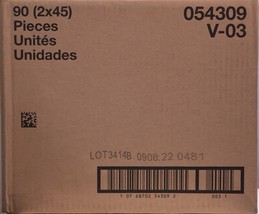 90 (2x45)
Pieces
Unités
Unidades
054309
V-03
LOT3414B 0908 22 0481